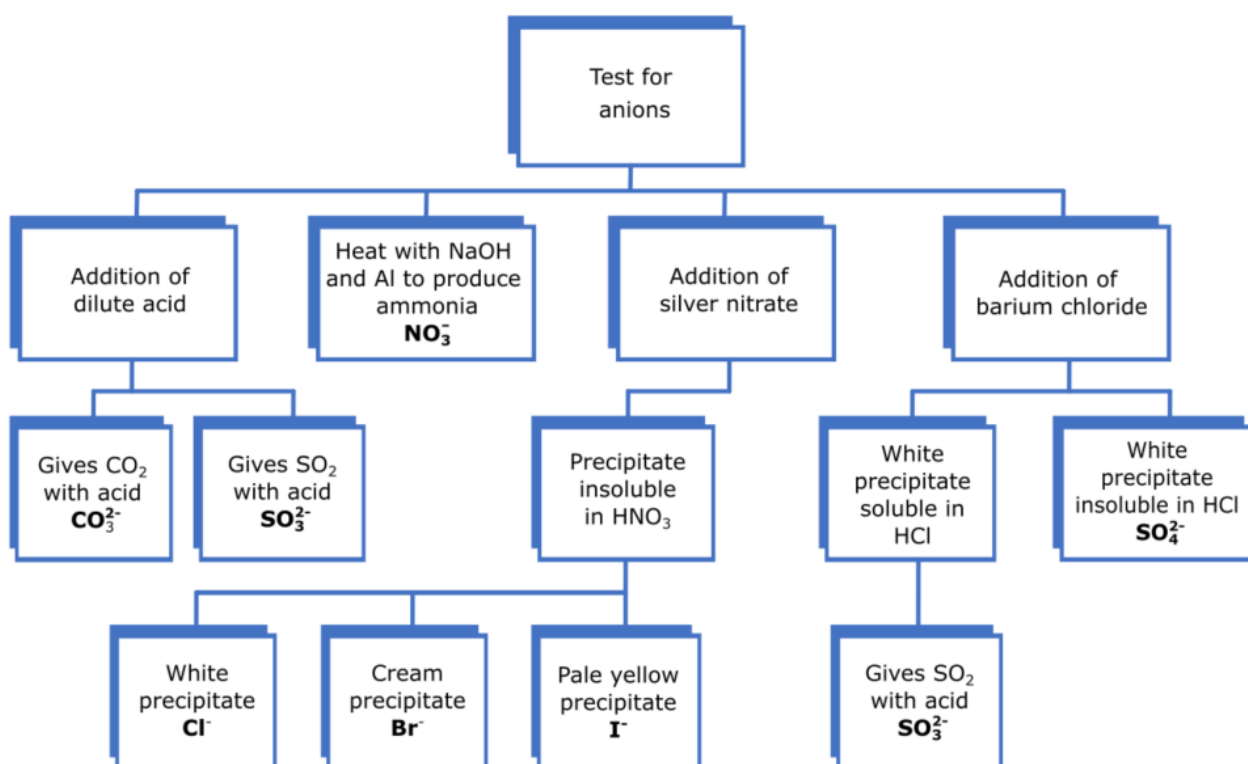 Test for
anions
Addition of
dilute acid
Heat with NaOH
and Al to produce
ammonia
NO₃⁻
Addition of
silver nitrate
Addition of
barium chloride
Gives CO₂
with acid
CO₃²⁻
Gives SO₂
with acid
SO₃²⁻
Precipitate
insoluble
in HNO₃
White
precipitate
soluble in
HCl
White
precipitate
insoluble in HCl
SO₄²⁻
White
precipitate
Cl⁻
Cream
precipitate
Br⁻
Pale yellow
precipitate
I⁻
Gives SO₂
with acid
SO₃²⁻